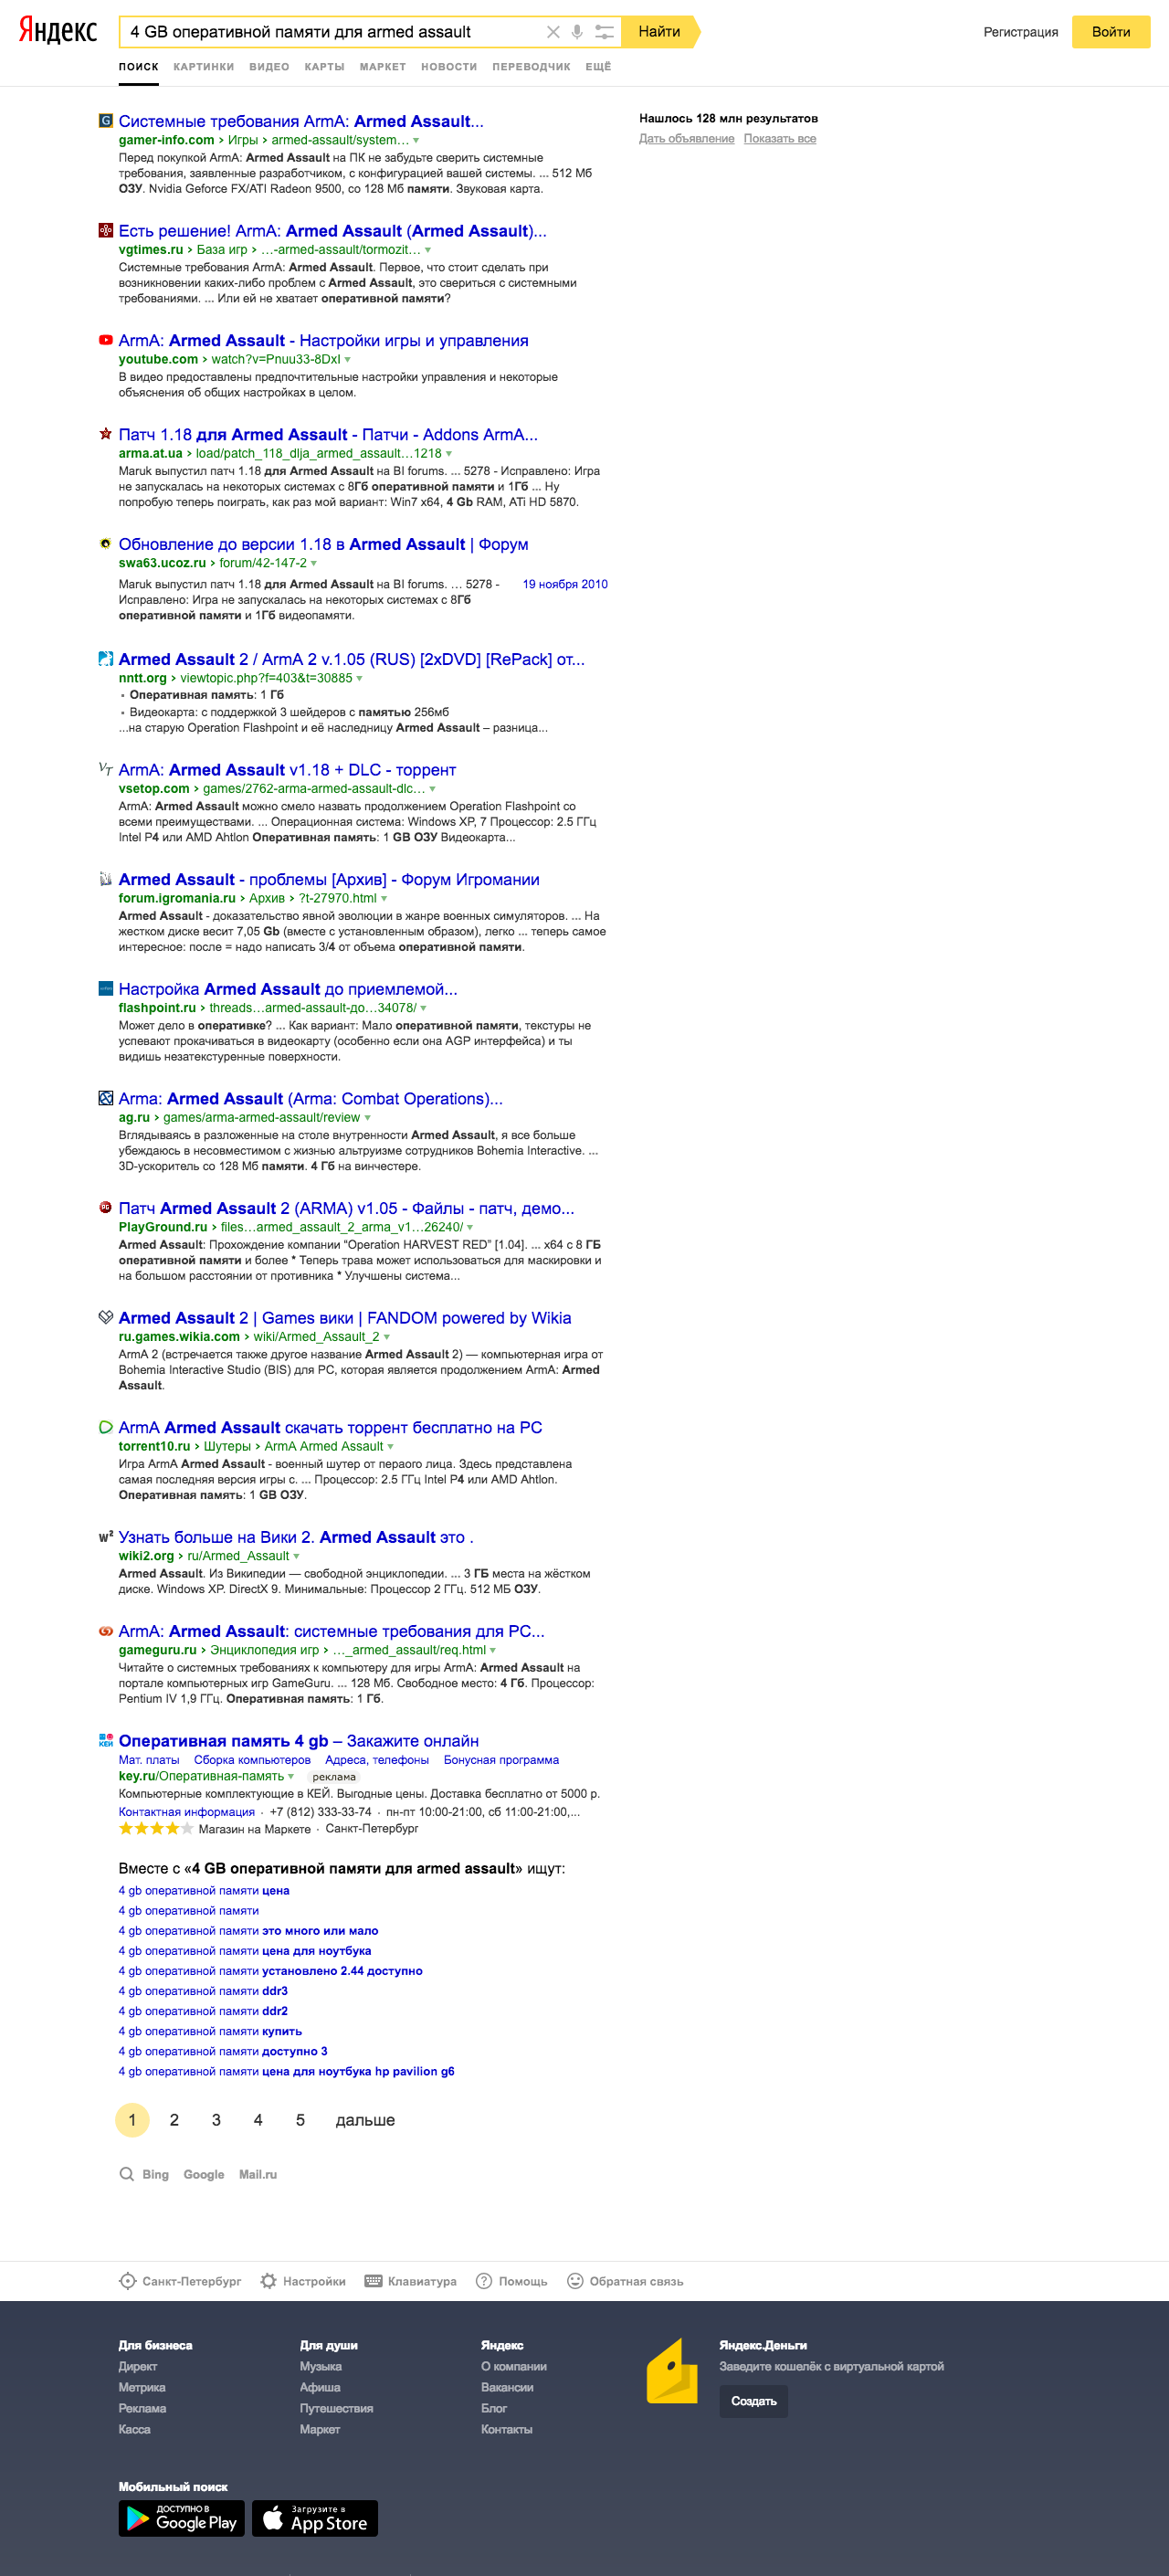 Яндекс
4 GB оперативной памяти для armed assault
Найти
Регистрация
Войти
ПОИСК КАРТИНКИ ВИДЕО КАРТЫ МАРКЕТ НОВОСТИ ПЕРЕВОДЧИК ЕЩЁ
Нашлось 128 млн результатов
Дать объявление Показать все
Системные требования ArmA: Armed Assault...
gamer-info.com › Игры › armed-assault/system…
Перед покупкой ArmA: Armed Assault на ПК не забудьте сверить системные
требования, заявленные разработчиком, с конфигурацией вашей системы. ... 512 Мб
ОЗУ. Nvidia Geforce FX/ATI Radeon 9500, со 128 Мб памяти. Звуковая карта.
Есть решение! ArmA: Armed Assault (Armed Assault)...
vgtimes.ru › База игр › …-armed-assault/tormozit…
Системные требования ArmA: Armed Assault. Первое, что стоит сделать при
возникновении каких-либо проблем с Armed Assault, это свериться с системными
требованиями. ... Или ей не хватает оперативной памяти?
ArmA: Armed Assault - Настройки игры и управления
youtube.com › watch?v=Pnuu33-8DxI
В видео предоставлены предпочтительные настройки управления и некоторые
объяснения об общих настройках в целом.
Патч 1.18 для Armed Assault - Патчи - Addons ArmA...
arma.at.ua › load/patch_118_dlja_armed_assault…1218
Maruk выпустил патч 1.18 для Armed Assault на BI forums. ... 5278 - Исправлено: Игра
не запускалась на некоторых системах с 8Гб оперативной памяти и 1Гб ... Ну
попробую теперь поиграть, как раз мой вариант: Win7 x64, 4 Gb RAM, ATi HD 5870.
Обновление до версии 1.18 в Armed Assault | Форум
swa63.ucoz.ru › forum/42-147-2
Maruk выпустил патч 1.18 для Armed Assault на BI forums. … 5278 -
19 ноября 2010
Исправлено: Игра не запускалась на некоторых системах с 8Гб
оперативной памяти и 1Гб видеопамяти.
Armed Assault 2 / ArmA 2 v.1.05 (RUS) [2xDVD] [RePack] от...
nntt.org › viewtopic.php?f=403&t=30885
• Оперативная память: 1 Гб
• Видеокарта: с поддержкой 3 шейдеров с памятью 256мб
...на старую Operation Flashpoint и её наследницу Armed Assault – разница...
ArmA: Armed Assault v1.18 + DLC - торрент
vsetop.com › games/2762-arma-armed-assault-dlc…
ArmA: Armed Assault можно смело назвать продолжением Operation Flashpoint со
всеми преимуществами. ... Операционная система: Windows XP, 7 Процессор: 2.5 ГГц
Intel P4 или AMD Ahtlon Оперативная память: 1 GB ОЗУ Видеокарта...
Armed Assault - проблемы [Архив] - Форум Игромании
forum.igromania.ru › Архив › ?t-27970.html
Armed Assault - доказательство явной эволюции в жанре военных симуляторов. ... На
жестком диске весит 7,05 Gb (вместе с установленным образом), легко ... теперь самое
интересное: после = надо написать 3/4 от объема оперативной памяти.
Настройка Armed Assault до приемлемой...
flashpoint.ru › threads…armed-assault-до…34078/
Может дело в оперативке? ... Как вариант: Мало оперативной памяти, текстуры не
успевают прокачиваться в видеокарту (особенно если она AGP интерфейса) и ты
видишь незатекстуренные поверхности.
Arma: Armed Assault (Arma: Combat Operations)...
ag.ru › games/arma-armed-assault/review
Вглядываясь в разложенные на столе внутренности Armed Assault, я все больше
убеждаюсь в несовместимом с жизнью альтруизме сотрудников Bohemia Interactive. ...
3D-ускоритель со 128 Мб памяти. 4 Гб на винчестере.
Патч Armed Assault 2 (ARMA) v1.05 - Файлы - патч, демо...
PlayGround.ru › files…armed_assault_2_arma_v1…26240/
Armed Assault: Прохождение компании “Operation HARVEST RED” [1.04]. ... x64 с 8 ГБ
оперативной памяти и более * Теперь трава может использоваться для маскировки и
на большом расстоянии от противника * Улучшены система...
Armed Assault 2 | Games вики | FANDOM powered by Wikia
ru.games.wikia.com › wiki/Armed_Assault_2
ArmA 2 (встречается также другое название Armed Assault 2) — компьютерная игра от
Bohemia Interactive Studio (BIS) для PC, которая является продолжением ArmA: Armed
Assault.
ArmA Armed Assault скачать торрент бесплатно на PC
torrent10.ru › Шутеры › ArmA Armed Assault
Игра ArmA Armed Assault - военный шутер от пераого лица. Здесь представлена
самая последняя версия игры с. ... Процессор: 2.5 ГГц Intel P4 или AMD Ahtlon.
Оперативная память: 1 GB ОЗУ.
Узнать больше на Вики 2. Armed Assault это .
wiki2.org › ru/Armed_Assault
Armed Assault. Из Википедии — свободной энциклопедии. ... 3 ГБ места на жёстком
диске. Windows XP. DirectX 9. Минимальные: Процессор 2 ГГц. 512 МБ ОЗУ.
ArmA: Armed Assault: системные требования для PC...
gameguru.ru › Энциклопедия игр › …_armed_assault/req.html
Читайте о системных требованиях к компьютеру для игры ArmA: Armed Assault на
портале компьютерных игр GameGuru. ... 128 Мб. Свободное место: 4 Гб. Процессор:
Pentium IV 1,9 ГГц. Оперативная память: 1 Гб.
Оперативная память 4 gb – Закажите онлайн
Мат. платы Сборка компьютеров Адреса, телефоны Бонусная программа
key.ru/Оперативная-память реклама
Компьютерные комплектующие в КЕЙ. Выгодные цены. Доставка бесплатно от 5000 р.
Контактная информация · +7 (812) 333-33-74 · пн-пт 10:00-21:00, сб 11:00-21:00,...
Магазин на Маркете · Санкт-Петербург
Вместе с «4 GB оперативной памяти для armed assault» ищут:
4 gb оперативной памяти цена
4 gb оперативной памяти
4 gb оперативной памяти это много или мало
4 gb оперативной памяти цена для ноутбука
4 gb оперативной памяти установлено 2.44 доступно
4 gb оперативной памяти ddr3
4 gb оперативной памяти ddr2
4 gb оперативной памяти купить
4 gb оперативной памяти доступно 3
4 gb оперативной памяти цена для ноутбука hp pavilion g6
1 2 3 4 5 дальше
Bing Google Mail.ru
Санкт-Петербург Настройки Клавиатура Помощь Обратная связь
Для бизнеса
Директ
Метрика
Реклама
Касса
Для души
Музыка
Афиша
Путешествия
Маркет
Яндекс
О компании
Вакансии
Блог
Контакты
Яндекс.Деньги
Заведите кошелёк с виртуальной картой
Создать
Мобильный поиск
ДОСТУПНО В
Google Play
Загрузите в
App Store